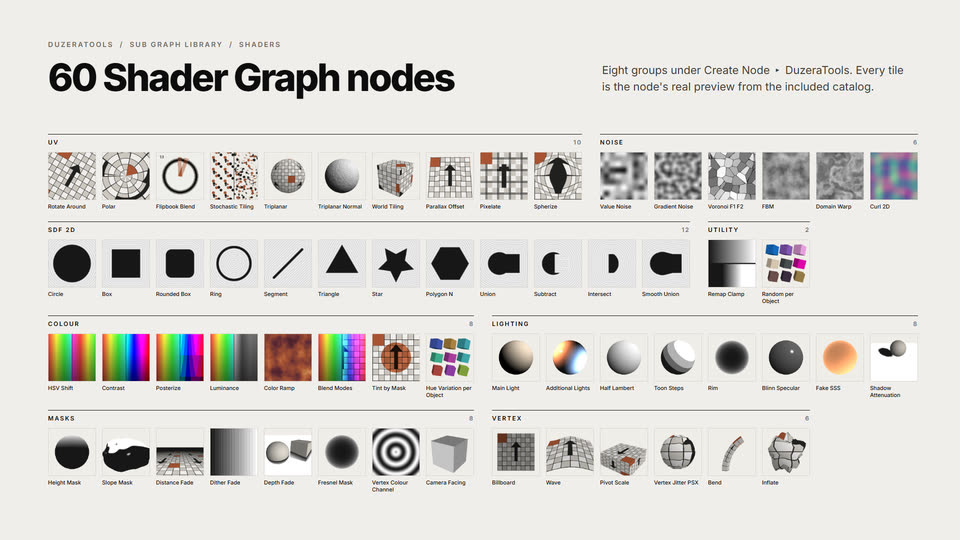 DUZERATOOLS / SUB GRAPH LIBRARY / SHADERS
60 Shader Graph nodes
Eight groups under Create Node ▸ DuzeraTools. Every tile
is the node's real preview from the included catalog.
UV 10
Rotate Around Polar Flipbook Blend Stochastic Tiling Triplanar Triplanar Normal World Tiling Parallax Offset Pixelate Spherize
NOISE 6
Value Noise Gradient Noise Voronoi F1 F2 FBM Domain Warp Curl 2D
SDF 2D 12
Circle Box Rounded Box Ring Segment Triangle Star Polygon N Union Subtract Intersect Smooth Union
UTILITY 2
Remap Clamp Random per
Object
COLOUR 8
HSV Shift Contrast Posterize Luminance Color Ramp Blend Modes Tint by Mask Hue Variation per
Object
LIGHTING 8
Main Light Additional Lights Half Lambert Toon Steps Rim Blinn Specular Fake SSS Shadow
Attenuation
MASKS 8
Height Mask Slope Mask Distance Fade Dither Fade Depth Fade Fresnel Mask Vertex Colour
Channel Camera Facing
VERTEX 6
Billboard Wave Pivot Scale Vertex Jitter PSX Bend Inflate